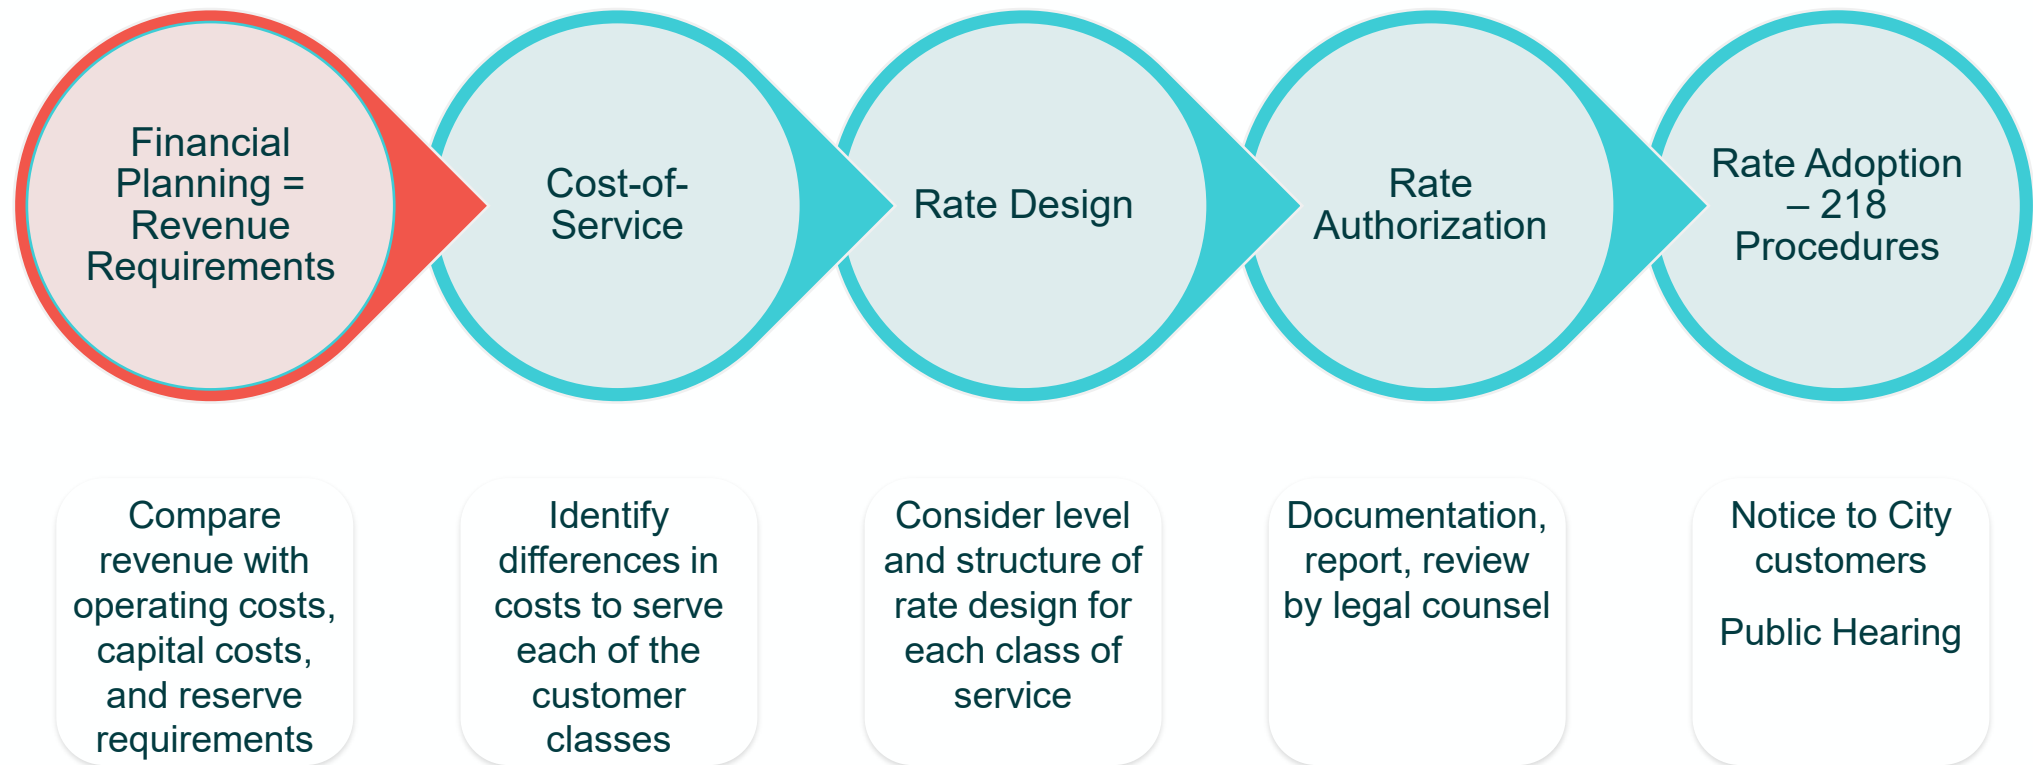 Financial
Planning =
Revenue
Requirements
Cost-of-
Service
Rate Design
Rate
Authorization
Rate Adoption
– 218
Procedures
Compare
revenue with
operating costs,
capital costs,
and reserve
requirements
Identify
differences in
costs to serve
each of the
customer
classes
Consider level
and structure of
rate design for
each class of
service
Documentation,
report, review
by legal counsel
Notice to City
customers
Public Hearing